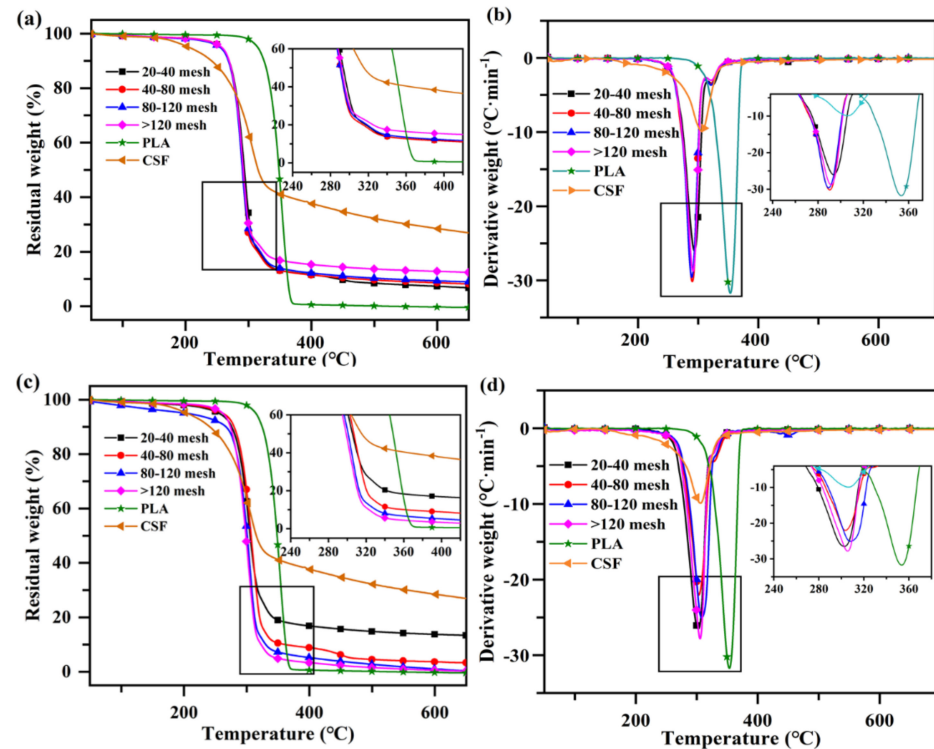 (a)
Residual weight (%)
100
80
60
40
20
0
20-40 mesh
40-80 mesh
80-120 mesh
>120 mesh
PLA
CSF
60
40
20
0
240
280
320
360
400
200
400
600
Temperature (℃)
(b)
Derivative weight (℃·min⁻¹)
0
-10
-20
-30
20-40 mesh
40-80 mesh
80-120 mesh
>120 mesh
PLA
CSF
-10
-20
-30
240
280
320
360
200
400
600
Temperature (℃)
(c)
Residual weight (%)
100
80
60
40
20
0
20-40 mesh
40-80 mesh
80-120 mesh
>120 mesh
PLA
CSF
60
40
20
0
240
280
320
360
400
200
400
600
Temperature (℃)
(d)
Derivative weight (℃·min⁻¹)
0
-10
-20
-30
20-40 mesh
40-80 mesh
80-120 mesh
>120 mesh
PLA
CSF
-10
-20
-30
240
280
320
360
200
400
600
Temperature (℃)